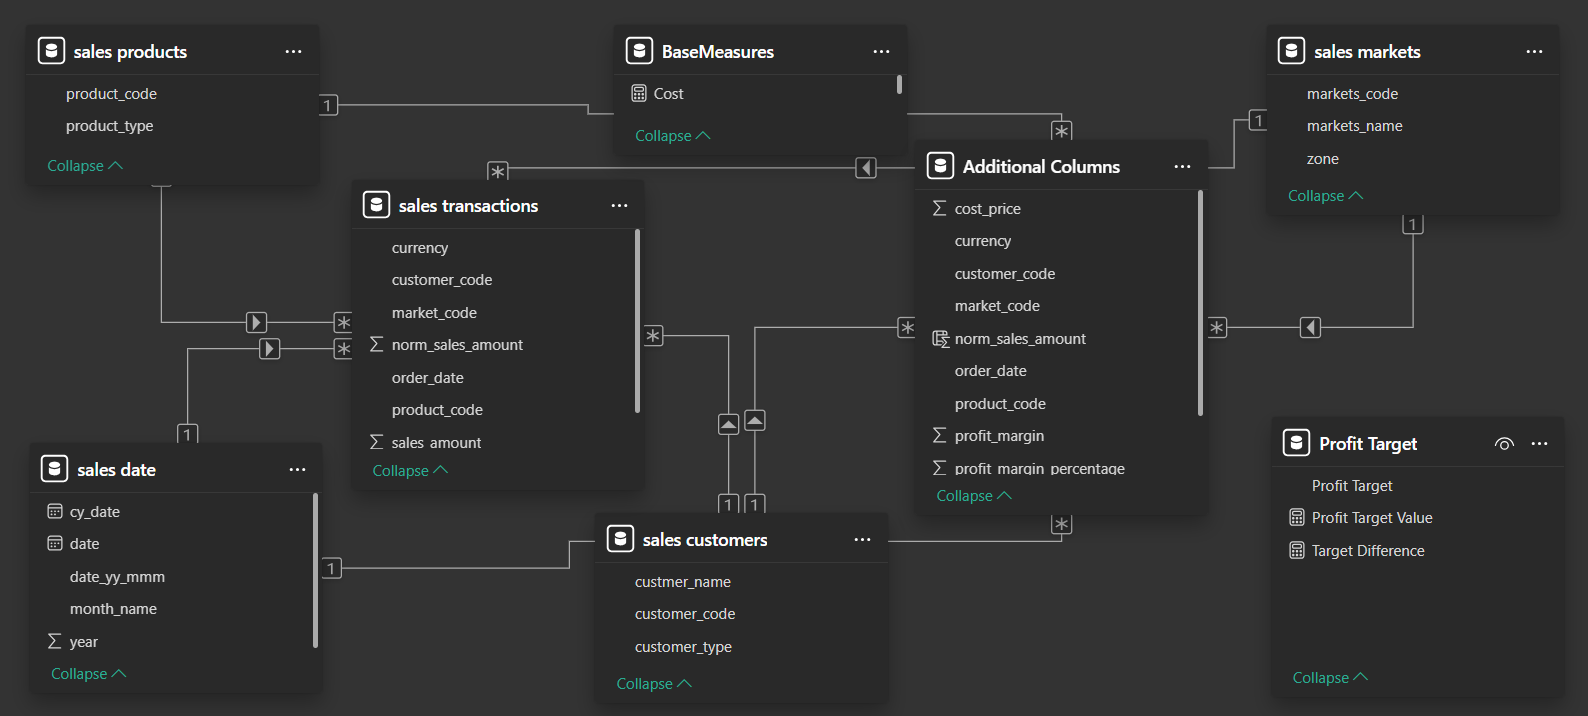 sales products
product_code
product_type
Collapse
BaseMeasures
Cost
Collapse
sales markets
markets_code
markets_name
zone
Collapse
sales transactions
currency
customer_code
market_code
norm_sales_amount
order_date
product_code
sales_amount
Collapse
Additional Columns
cost_price
currency
customer_code
market_code
norm_sales_amount
order_date
product_code
profit_margin
profit_margin_percentage
Collapse
sales date
cy_date
date
date_yy_mmm
month_name
year
Collapse
sales customers
custmer_name
customer_code
customer_type
Collapse
Profit Target
Profit Target
Profit Target Value
Target Difference
Collapse
1
*
*
1
1
*
*
*
*
*
1
1
1
1
*